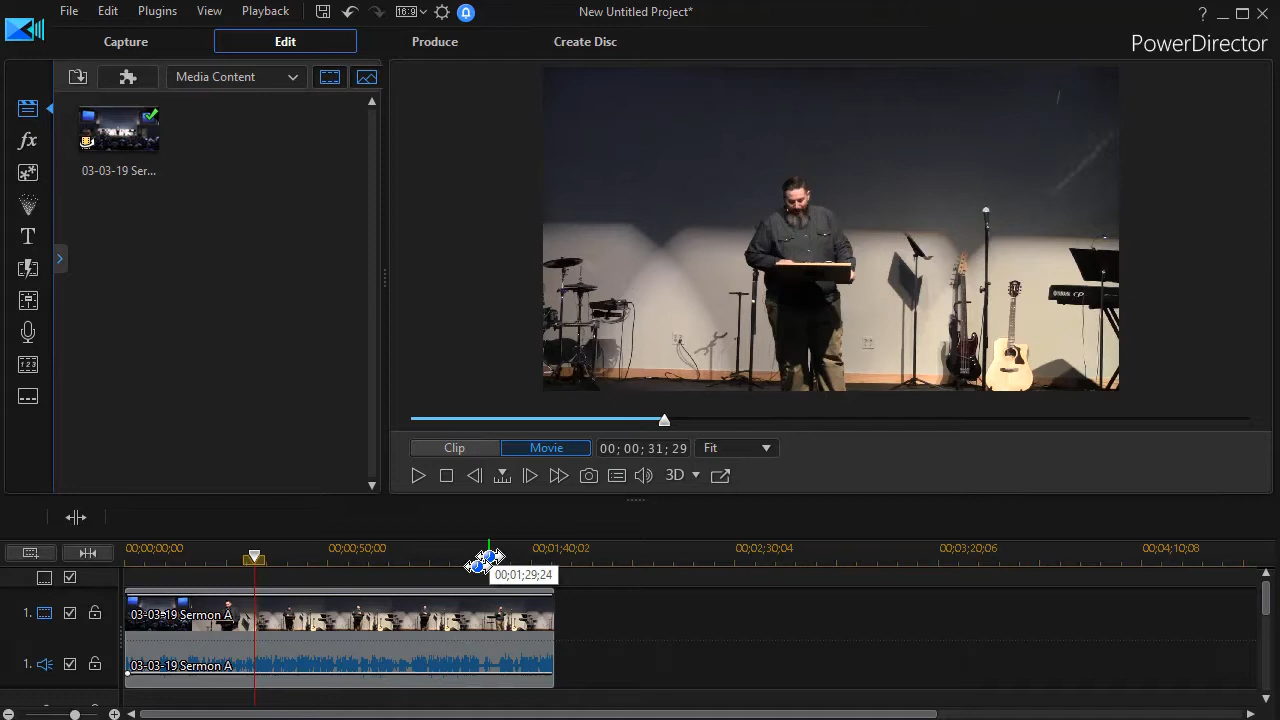 File Edit Plugins View Playback 16:9 New Untitled Project* ?
Capture Edit Produce Create Disc PowerDirector
Media Content
03-03-19 Ser...
fx
T
123
Clip Movie 00; 00; 31; 29 Fit
3D
00;00;00;00 00;00;50;00 00;01;40;02 00;02;30;04 00;03;20;06 00;04;10;08
00;01;29;24
1. 03-03-19 Sermon A
1. 03-03-19 Sermon A